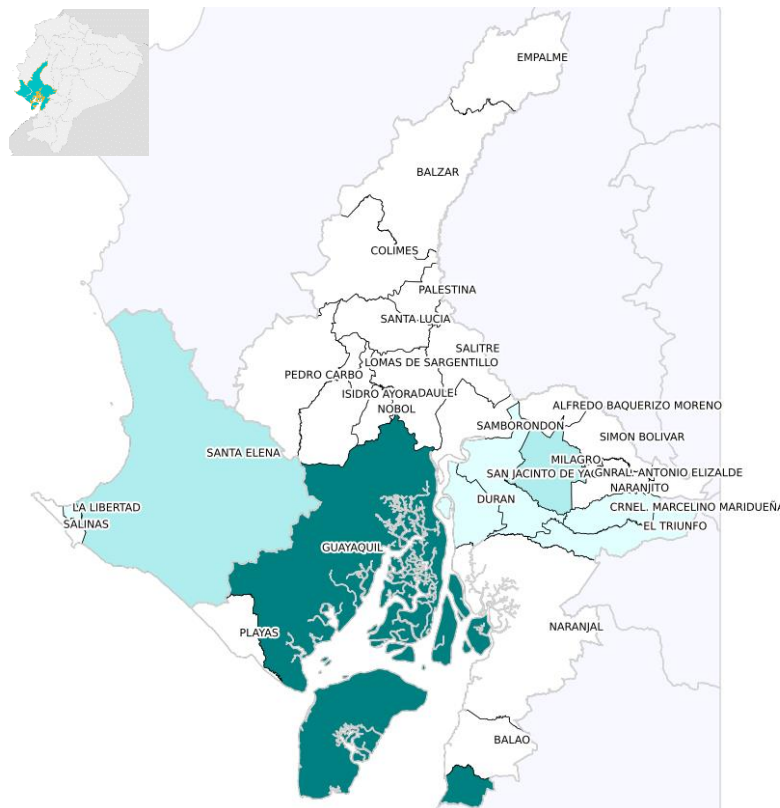 EMPALME
BALZAR
COLIMES
PALESTINA
SANTA LUCIA
SALITRE
LOMAS DE SARGENTILLO
PEDRO CARBO
ISIDRO AYORA
DAULE
ALFREDO BAQUERIZO MORENO
NOBOL
SAMBORONDON
SIMON BOLIVAR
SANTA ELENA
MILAGRO
SAN JACINTO DE YAG
GNRAL. ANTONIO ELIZALDE
NARANJITO
DURAN
LA LIBERTAD
CRNEL. MARCELINO MARIDUEÑA
SALINAS
EL TRIUNFO
GUAYAQUIL
NARANJAL
PLAYAS
BALAO